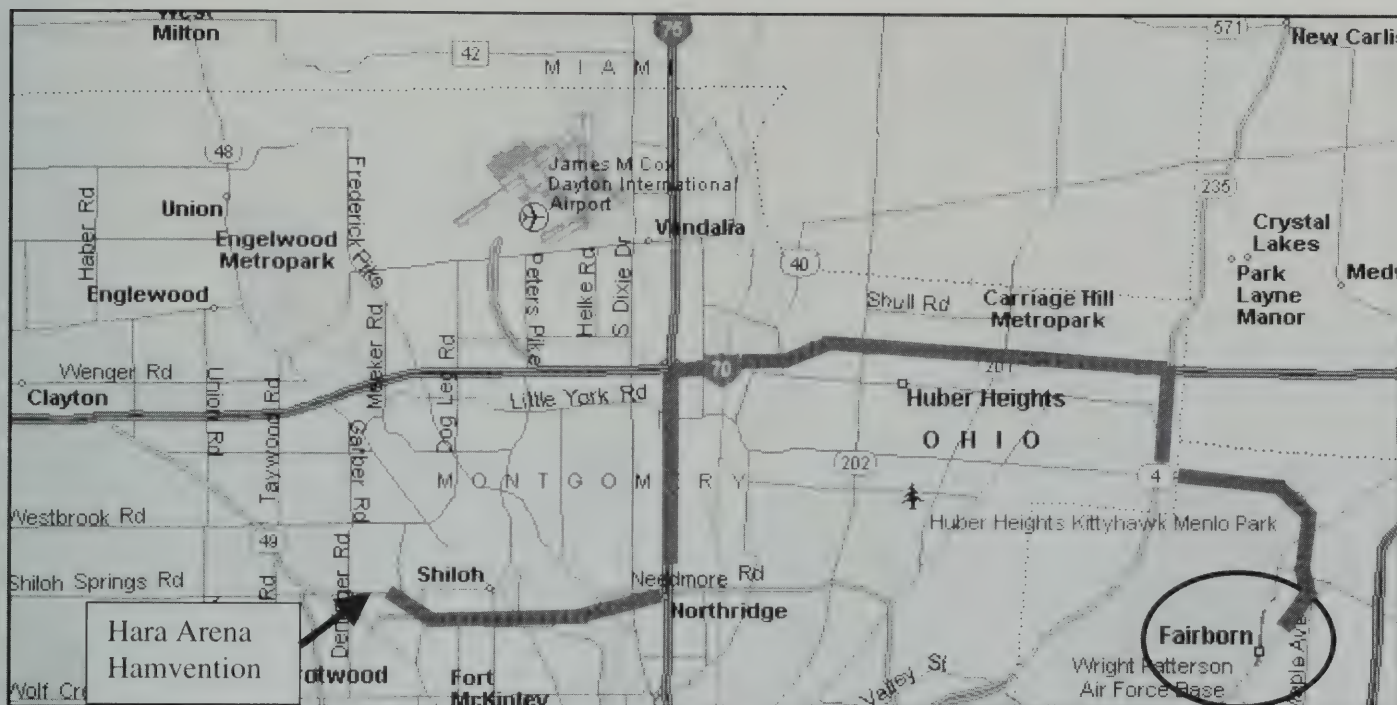 West
Milton
42
75
M I A M I
571
New Carlis
48
Frederick Pike
James M Cox
Dayton International
Airport
235
Haber Rd
Union
Engelwood
Metropark
Vandalia
Crystal
Lakes
40
Park
Layne
Manor
Medw
Englewood
Meeker Rd
Peters Pike
Helke Rd
S Dixie Dr
Shull Rd
Carriage Hill
Metropark
Wenger Rd
Clayton
Union Rd
Taywood Rd
Dog Leg Rd
Little York Rd
70
201
Huber Heights
O H I O
Garber Rd
M O N T G O M E R Y
202
4
Westbrook Rd
49
Huber Heights Kittyhawk Menlo Park
Shiloh Springs Rd
Rd
Shiloh
Needmore Rd
Northridge
Hara Arena
Hamvention
otwood
Fort
McKinley
Wolf Cre
Valley St
Fairborn
Wright Patterson
Air Force Base
Maple Ave